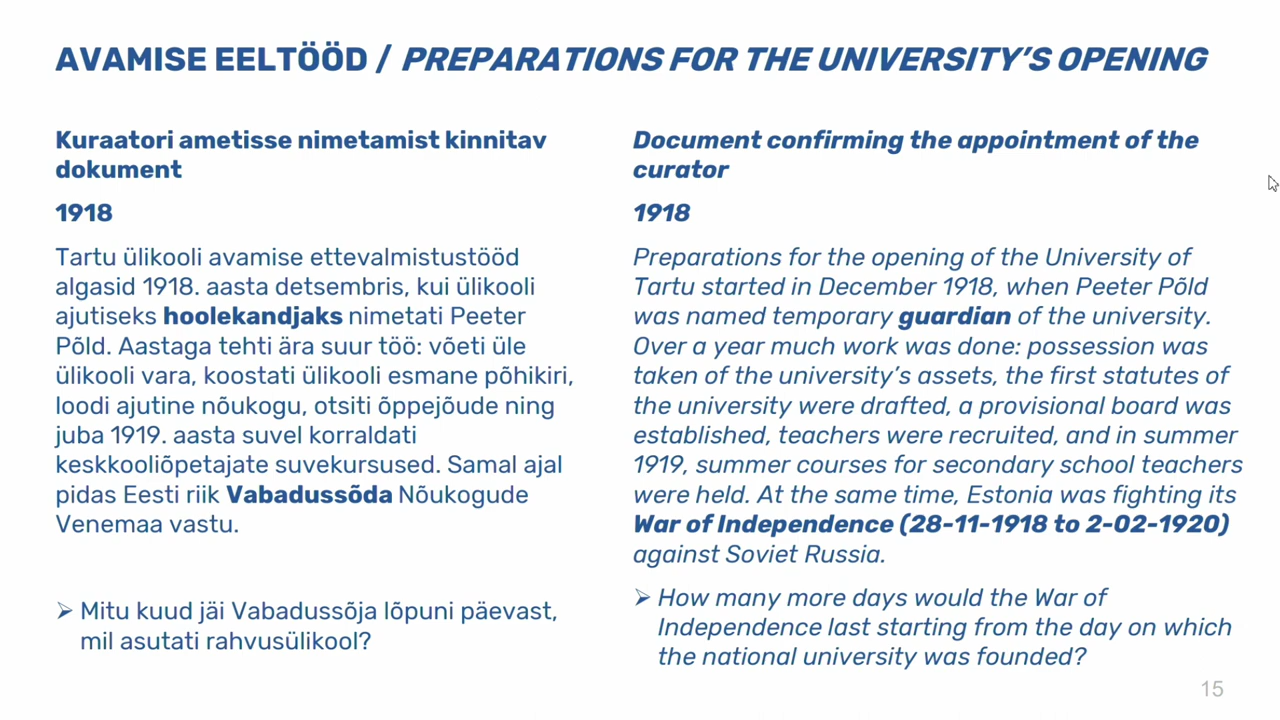 AVAMISE EELTÖÖD / PREPARATIONS FOR THE UNIVERSITY’S OPENING
Kuraatori ametisse nimetamist kinnitav
dokument
1918
Tartu ülikooli avamise ettevalmistustööd
algasid 1918. aasta detsembris, kui ülikooli
ajutiseks hoolekandjaks nimetati Peeter
Põld. Aastaga tehti ära suur töö: võeti üle
ülikooli vara, koostati ülikooli esmane põhikiri,
loodi ajutine nõukogu, otsiti õppejõude ning
juba 1919. aasta suvel korraldati
keskkooliõpetajate suvekursused. Samal ajal
pidas Eesti riik Vabadussõda Nõukogude
Venemaa vastu.
➢ Mitu kuud jäi Vabadussõja lõpuni päevast,
mil asutati rahvusülikool?
Document confirming the appointment of the
curator
1918
Preparations for the opening of the University of
Tartu started in December 1918, when Peeter Põld
was named temporary guardian of the university.
Over a year much work was done: possession was
taken of the university’s assets, the first statutes of
the university were drafted, a provisional board was
established, teachers were recruited, and in summer
1919, summer courses for secondary school teachers
were held. At the same time, Estonia was fighting its
War of Independence (28-11-1918 to 2-02-1920)
against Soviet Russia.
➢ How many more days would the War of
Independence last starting from the day on which
the national university was founded?
15